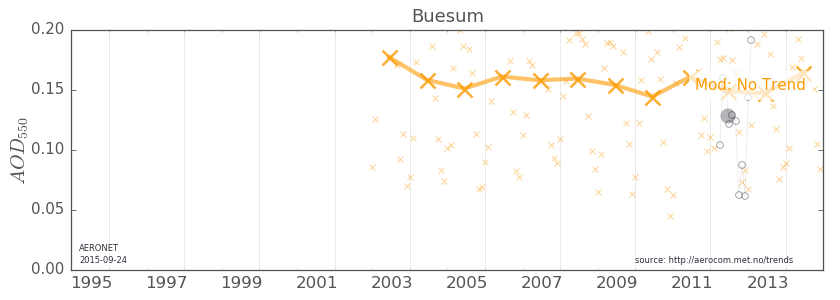 Buesum
0.20
0.15
0.10
0.05
0.00
AOD550
Mod: No Trend
AERONET
2015-09-24
source: http://aerocom.met.no/trends
1995 1997 1999 2001 2003 2005 2007 2009 2011 2013